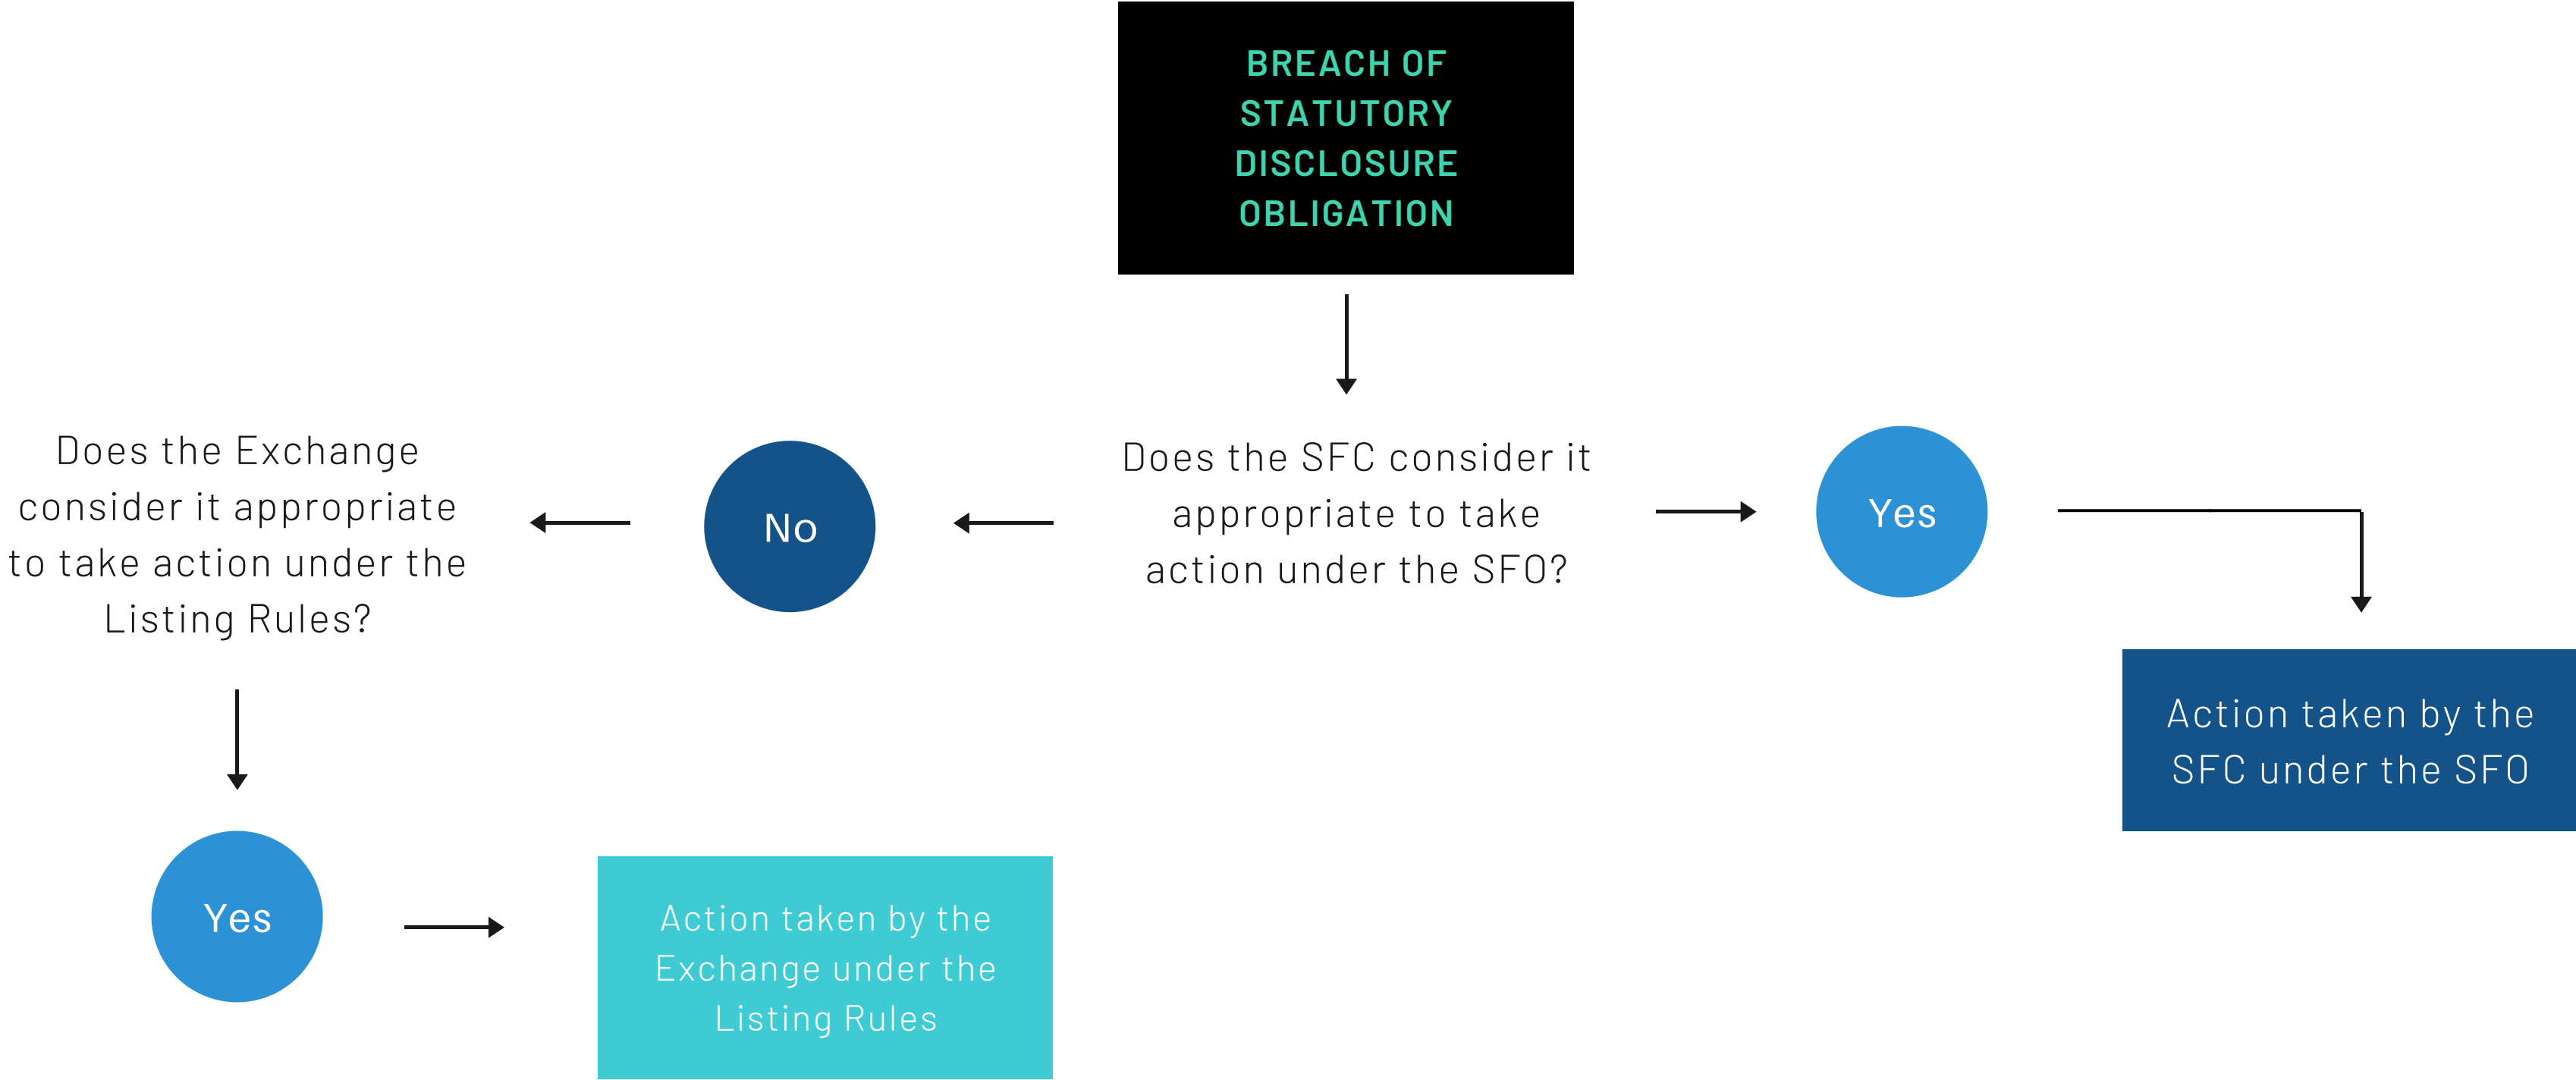 BREACH OF
STATUTORY
DISCLOSURE
OBLIGATION
Does the SFC consider it
appropriate to take
action under the SFO?
Yes
Action taken by the
SFC under the SFO
No
Does the Exchange
consider it appropriate
to take action under the
Listing Rules?
Yes
Action taken by the
Exchange under the
Listing Rules